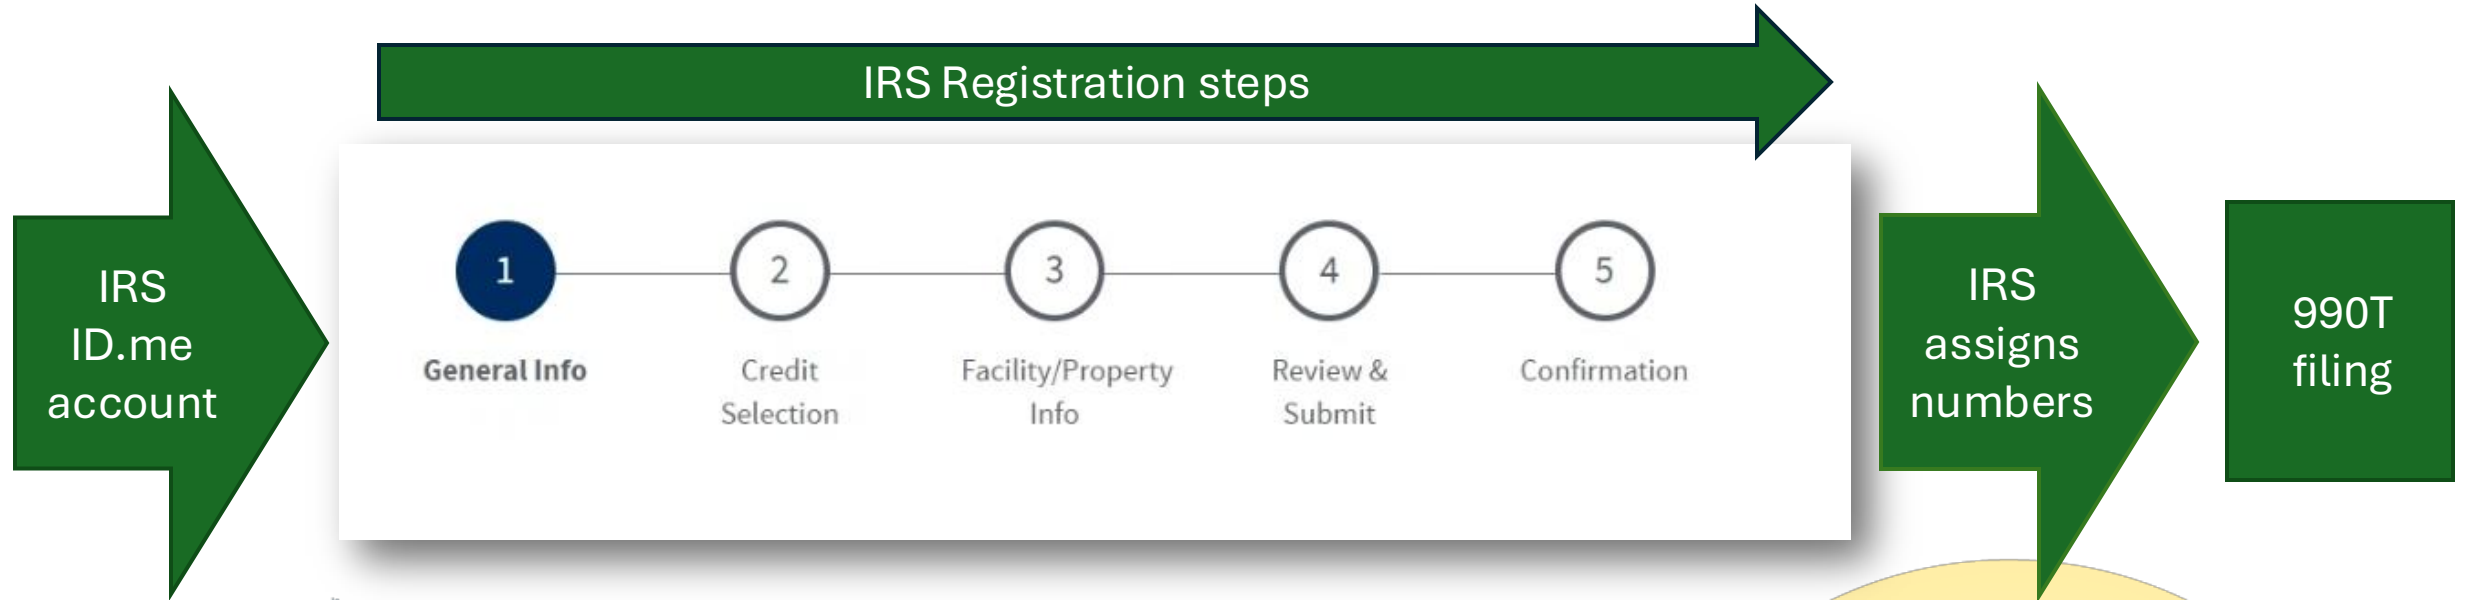 IRS Registration steps
IRS
ID.me
account
1
2
3
4
5
General Info
Credit
Selection
Facility/Property
Info
Review &
Submit
Confirmation
IRS
assigns
numbers
990T
filing